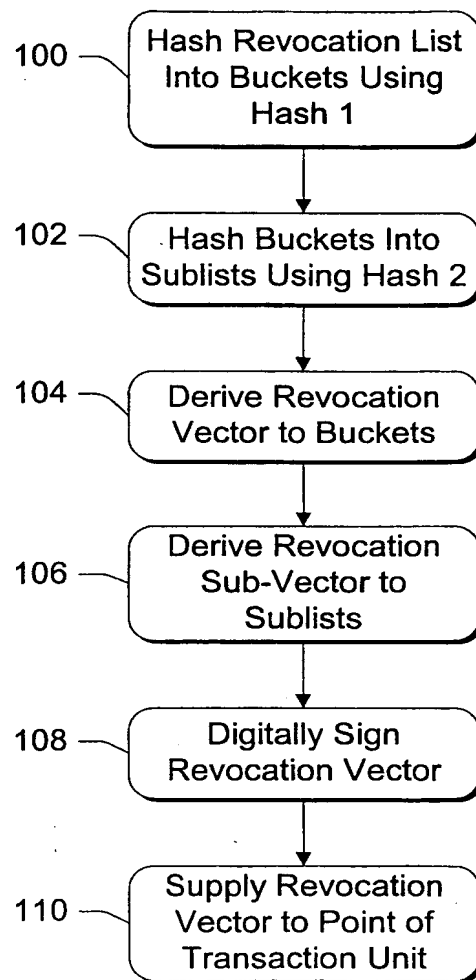 100
Hash Revocation List
Into Buckets Using
Hash 1
102
Hash Buckets Into
Sublists Using Hash 2
104
Derive Revocation
Vector to Buckets
106
Derive Revocation
Sub-Vector to
Sublists
108
Digitally Sign
Revocation Vector
110
Supply Revocation
Vector to Point of
Transaction Unit